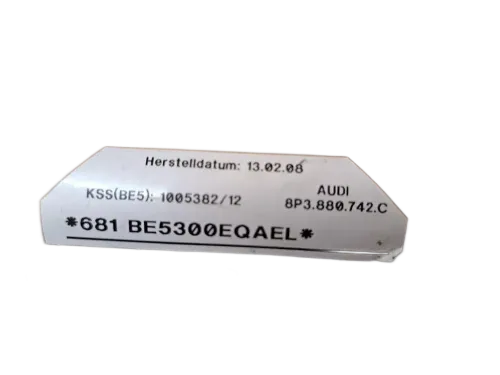 Herstelldatum: 13.02.08
KSS(BE5): 1005382/12
AUDI
8P3.880.742.C
*681 BE5300EQAEL*